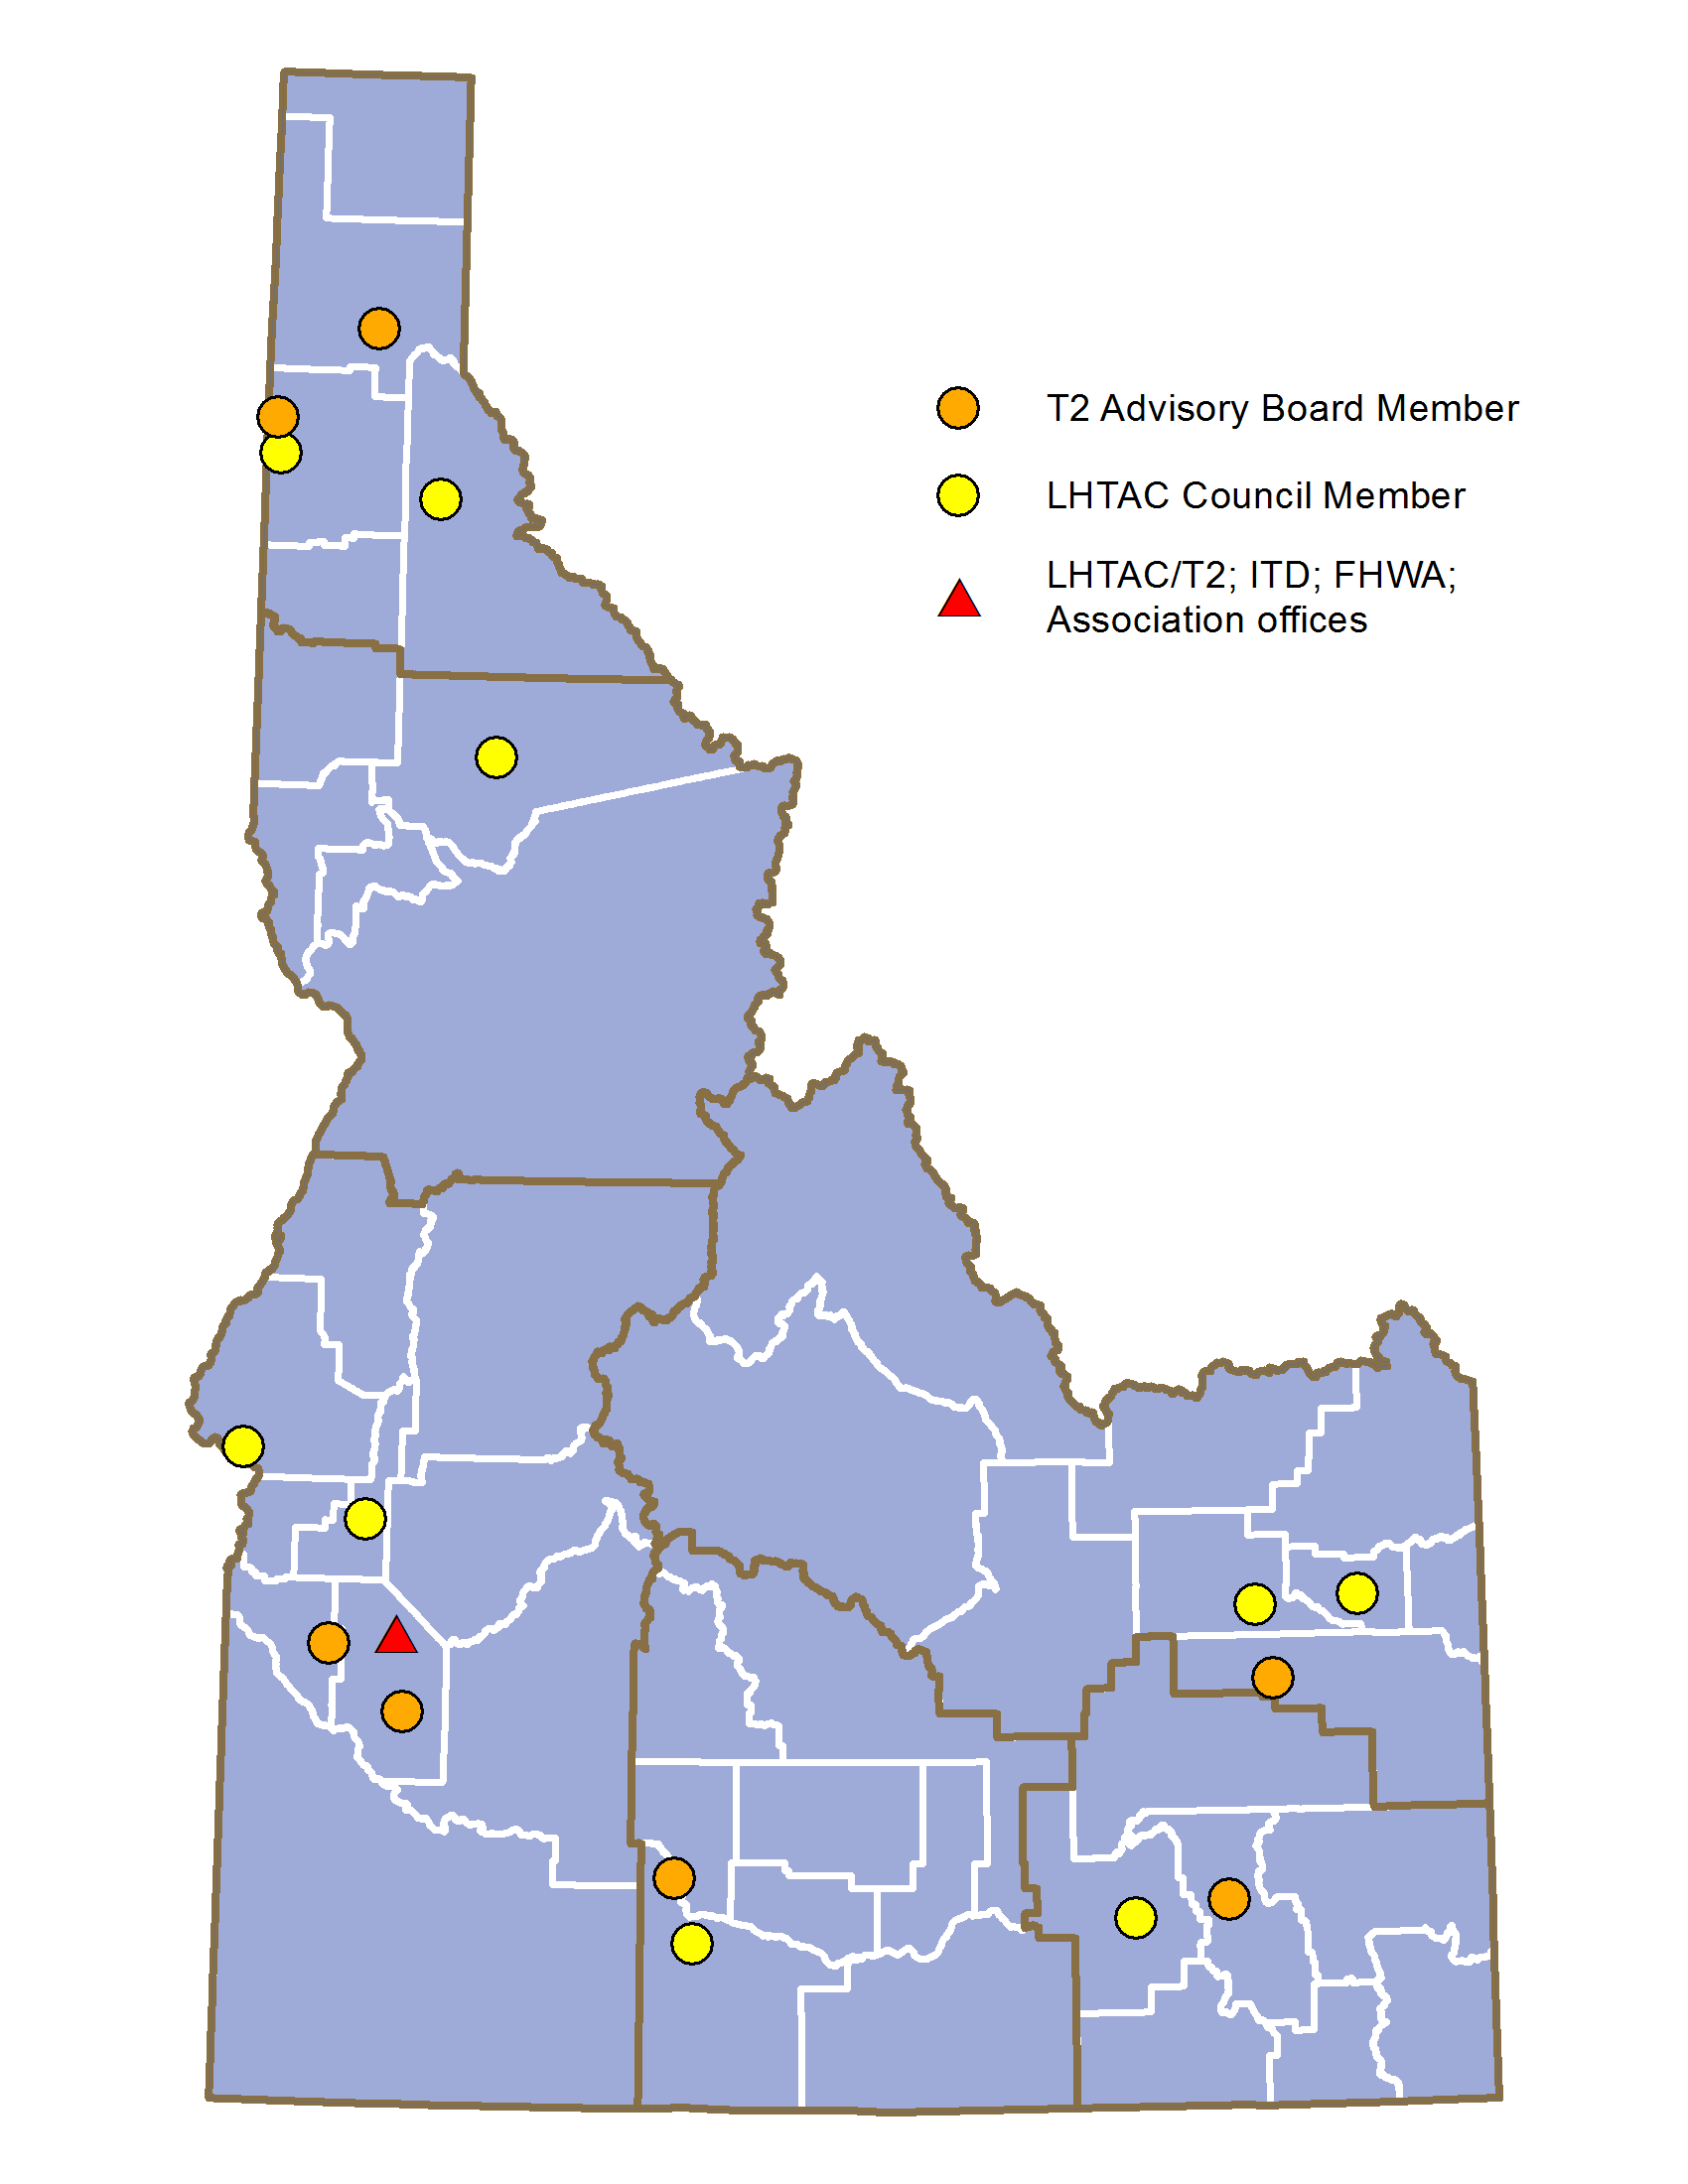 T2 Advisory Board Member
LHTAC Council Member
LHTAC/T2; ITD; FHWA;
Association offices